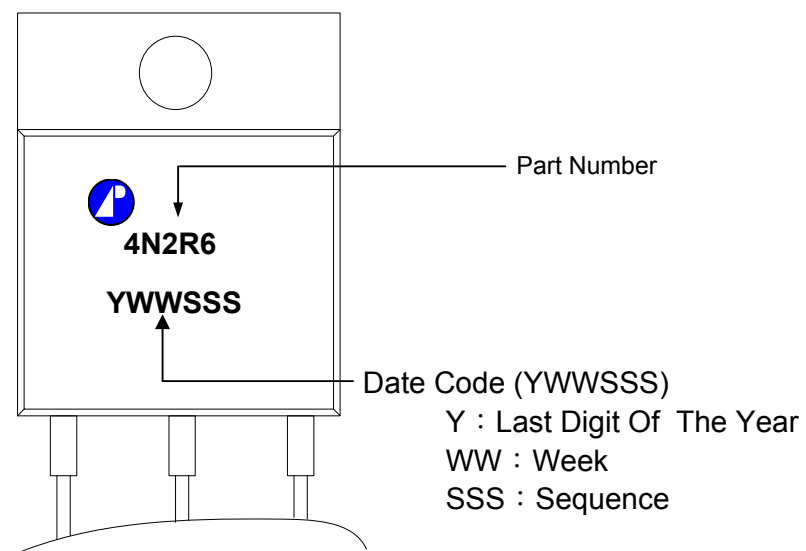 Part Number
4N2R6
YWWSSS
Date Code (YWWSSS)
Y：Last Digit Of The Year
WW：Week
SSS：Sequence